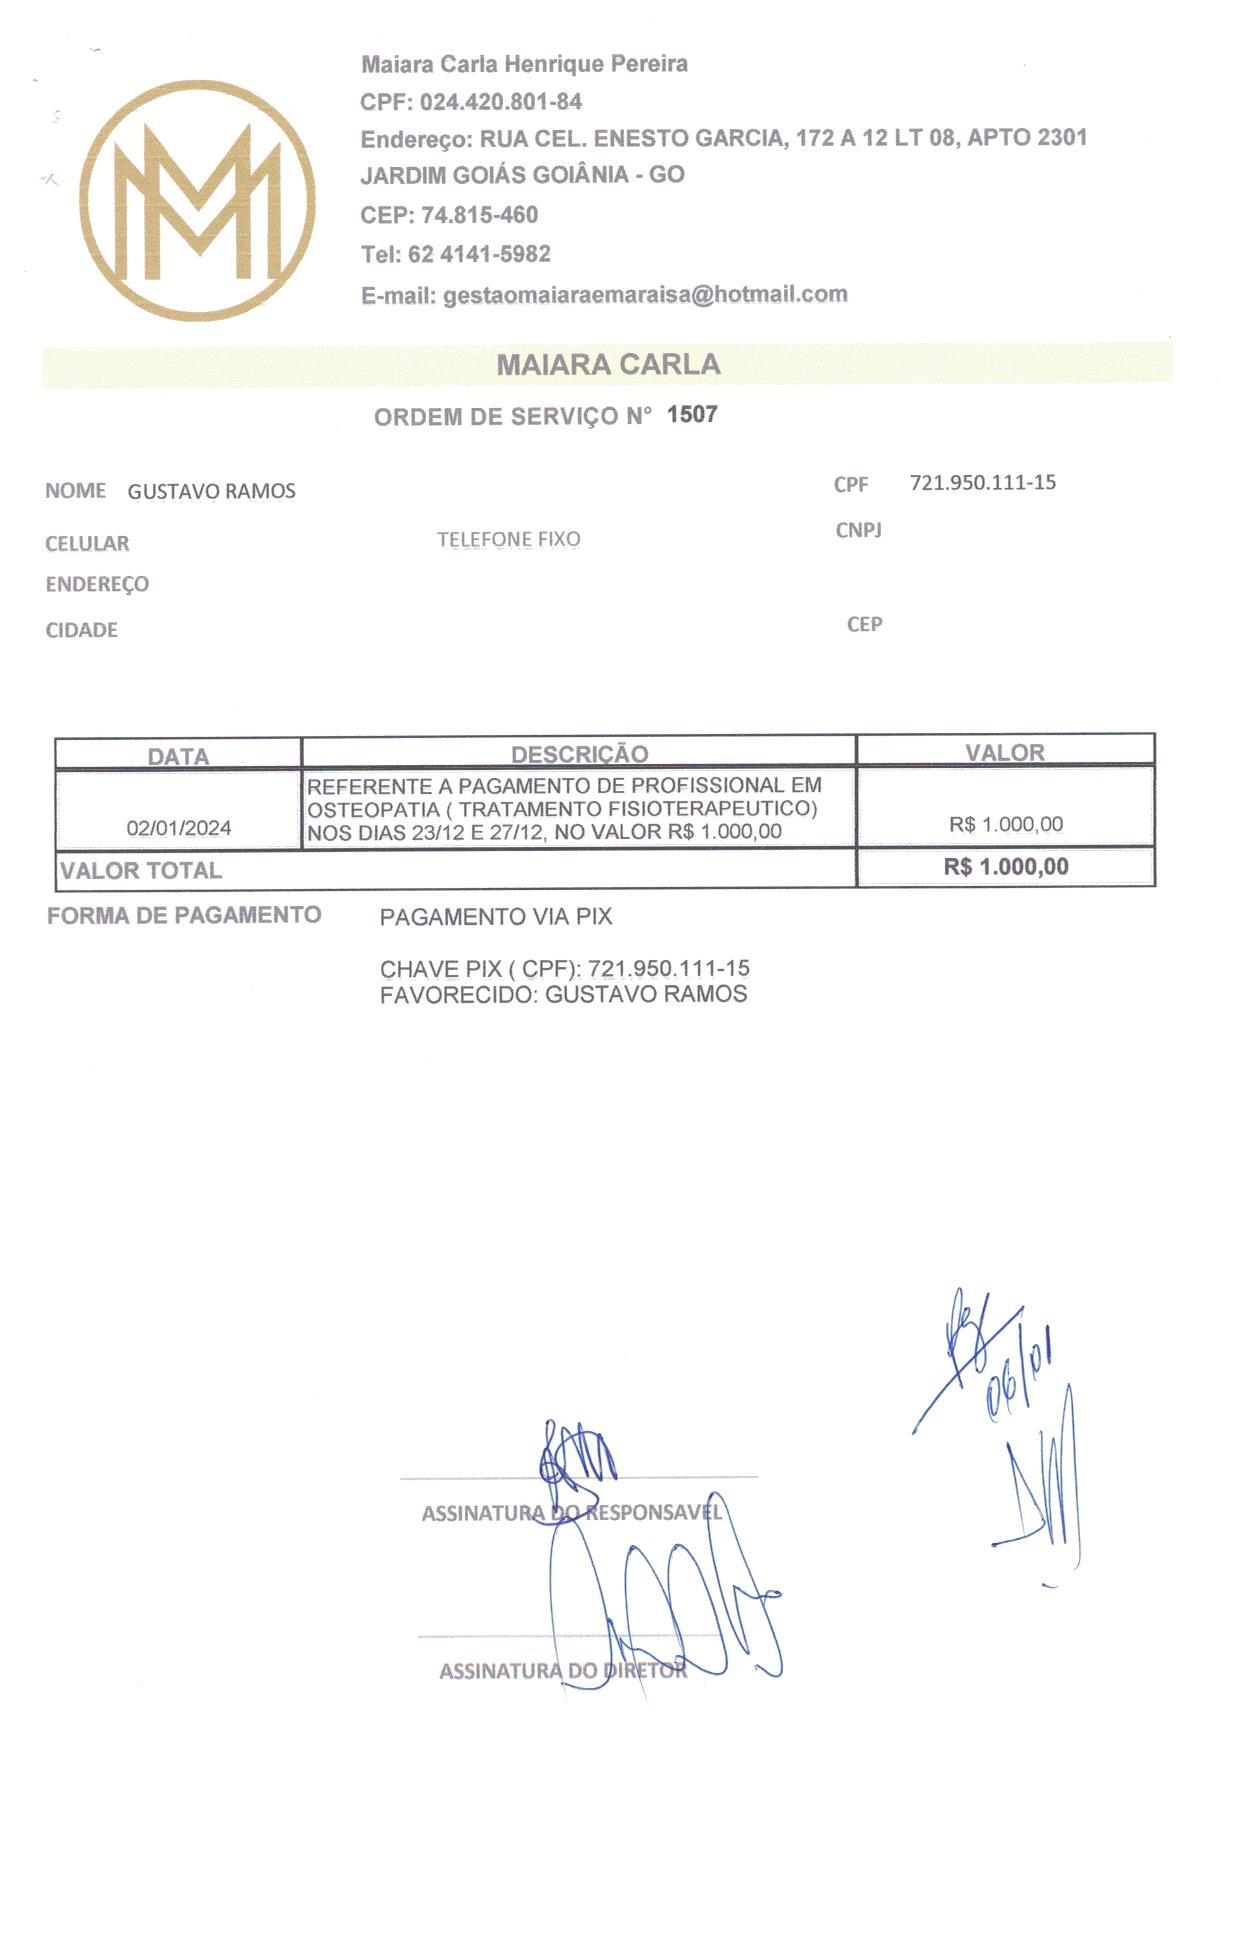 Maiara Carla Henrique Pereira
CPF: 024.420.801-84
Endereço: RUA CEL. ENESTO GARCIA, 172 A 12 LT 08, APTO 2301
JARDIM GOIÁS GOIÂNIA - GO
CEP: 74.815-460
Tel: 62 4141-5982
E-mail: gestaomaiaraemaraisa@hotmail.com
MAIARA CARLA
ORDEM DE SERVIÇO N° 1507
NOME GUSTAVO RAMOS CPF 721.950.111-15
CELULAR TELEFONE FIXO CNPJ
ENDEREÇO
CIDADE CEP
DATA DESCRIÇÃO VALOR
REFERENTE A PAGAMENTO DE PROFISSIONAL EM
OSTEOPATIA ( TRATAMENTO FISIOTERAPEUTICO)
02/01/2024 NOS DIAS 23/12 E 27/12, NO VALOR R$ 1.000,00 R$ 1.000,00
VALOR TOTAL R$ 1.000,00
FORMA DE PAGAMENTO PAGAMENTO VIA PIX
CHAVE PIX ( CPF): 721.950.111-15
FAVORECIDO: GUSTAVO RAMOS
06/01
ASSINATURA DO RESPONSAVEL
ASSINATURA DO DIRETOR